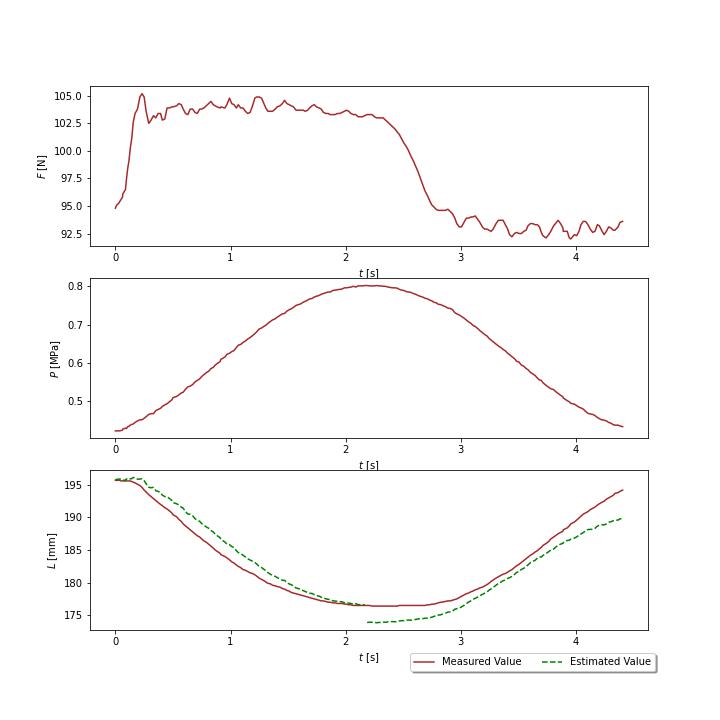 105.0
102.5
100.0
97.5
95.0
92.5
F [N]
0 1 2 3 4
t [s]
0.8
0.7
0.6
0.5
P [MPa]
0 1 2 3 4
t [s]
195
190
185
180
175
L [mm]
0 1 2 3 4
t [s]
Measured Value Estimated Value